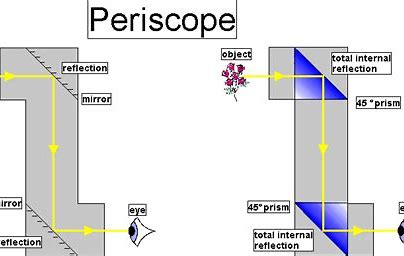 Periscope
object
reflection
total internal
reflection
mirror
45° prism
45° prism
eye
total internal
reflection